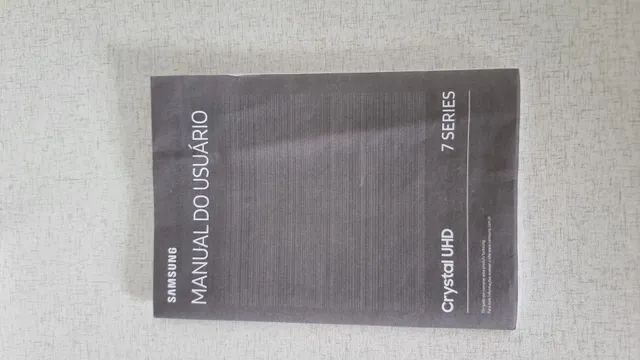 SAMSUNG
MANUAL DO USUÁRIO
Crystal UHD
7 SERIES